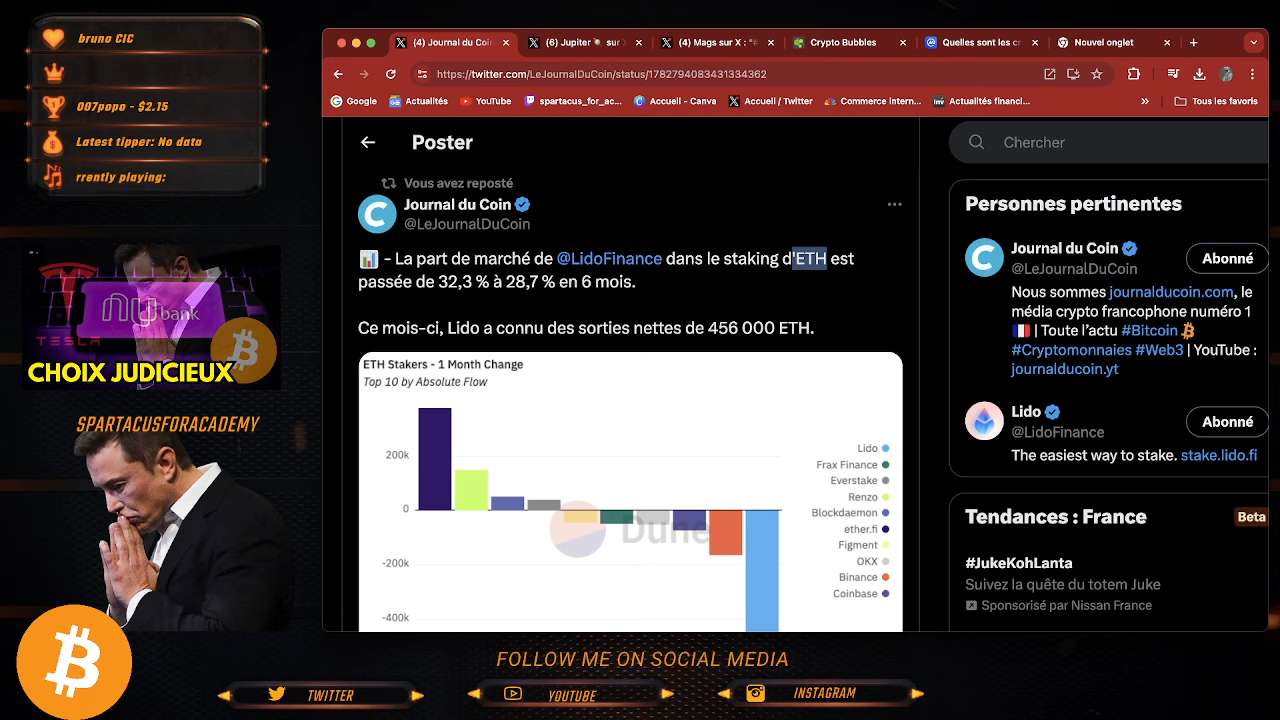 bruno CIC
007popo - $2.15
Latest tipper: No data
rrently playing:
TESLA
nu bank
CHOIX JUDICIEUX
SPARTACUSFORACADEMY
(4) Journal du Coin
(6) Jupiter sur
(4) Mags sur X : "
Crypto Bubbles
Quelles sont les cr
Nouvel onglet
https://twitter.com/LeJournalDuCoin/status/1782794083431334362
Google
Actualités
YouTube
spartacus_for_ac...
Accueil - Canva
Accueil / Twitter
Commerce intern...
Actualités financi...
Tous les favoris
Poster
Vous avez reposté
Journal du Coin
@LeJournalDuCoin
📊 - La part de marché de @LidoFinance dans le staking d'ETH est
passée de 32,3 % à 28,7 % en 6 mois.
Ce mois-ci, Lido a connu des sorties nettes de 456 000 ETH.
ETH Stakers - 1 Month Change
Top 10 by Absolute Flow
200k
0
-200k
-400k
Dune
Lido
Frax Finance
Everstake
Renzo
Blockdaemon
ether.fi
Figment
OKX
Binance
Coinbase
Chercher
Personnes pertinentes
Journal du Coin
@LeJournalDuCoin
Abonné
Nous sommes journalducoin.com, le
média crypto francophone numéro 1
🇫🇷 | Toute l'actu #Bitcoin
#Cryptomonnaies #Web3 | YouTube :
journalducoin.yt
Lido
@LidoFinance
Abonné
The easiest way to stake. stake.lido.fi
Tendances : France
Beta
#JukeKohLanta
Suivez la quête du totem Juke
Sponsorisé par Nissan France
FOLLOW ME ON SOCIAL MEDIA
TWITTER
YOUTUBE
INSTAGRAM